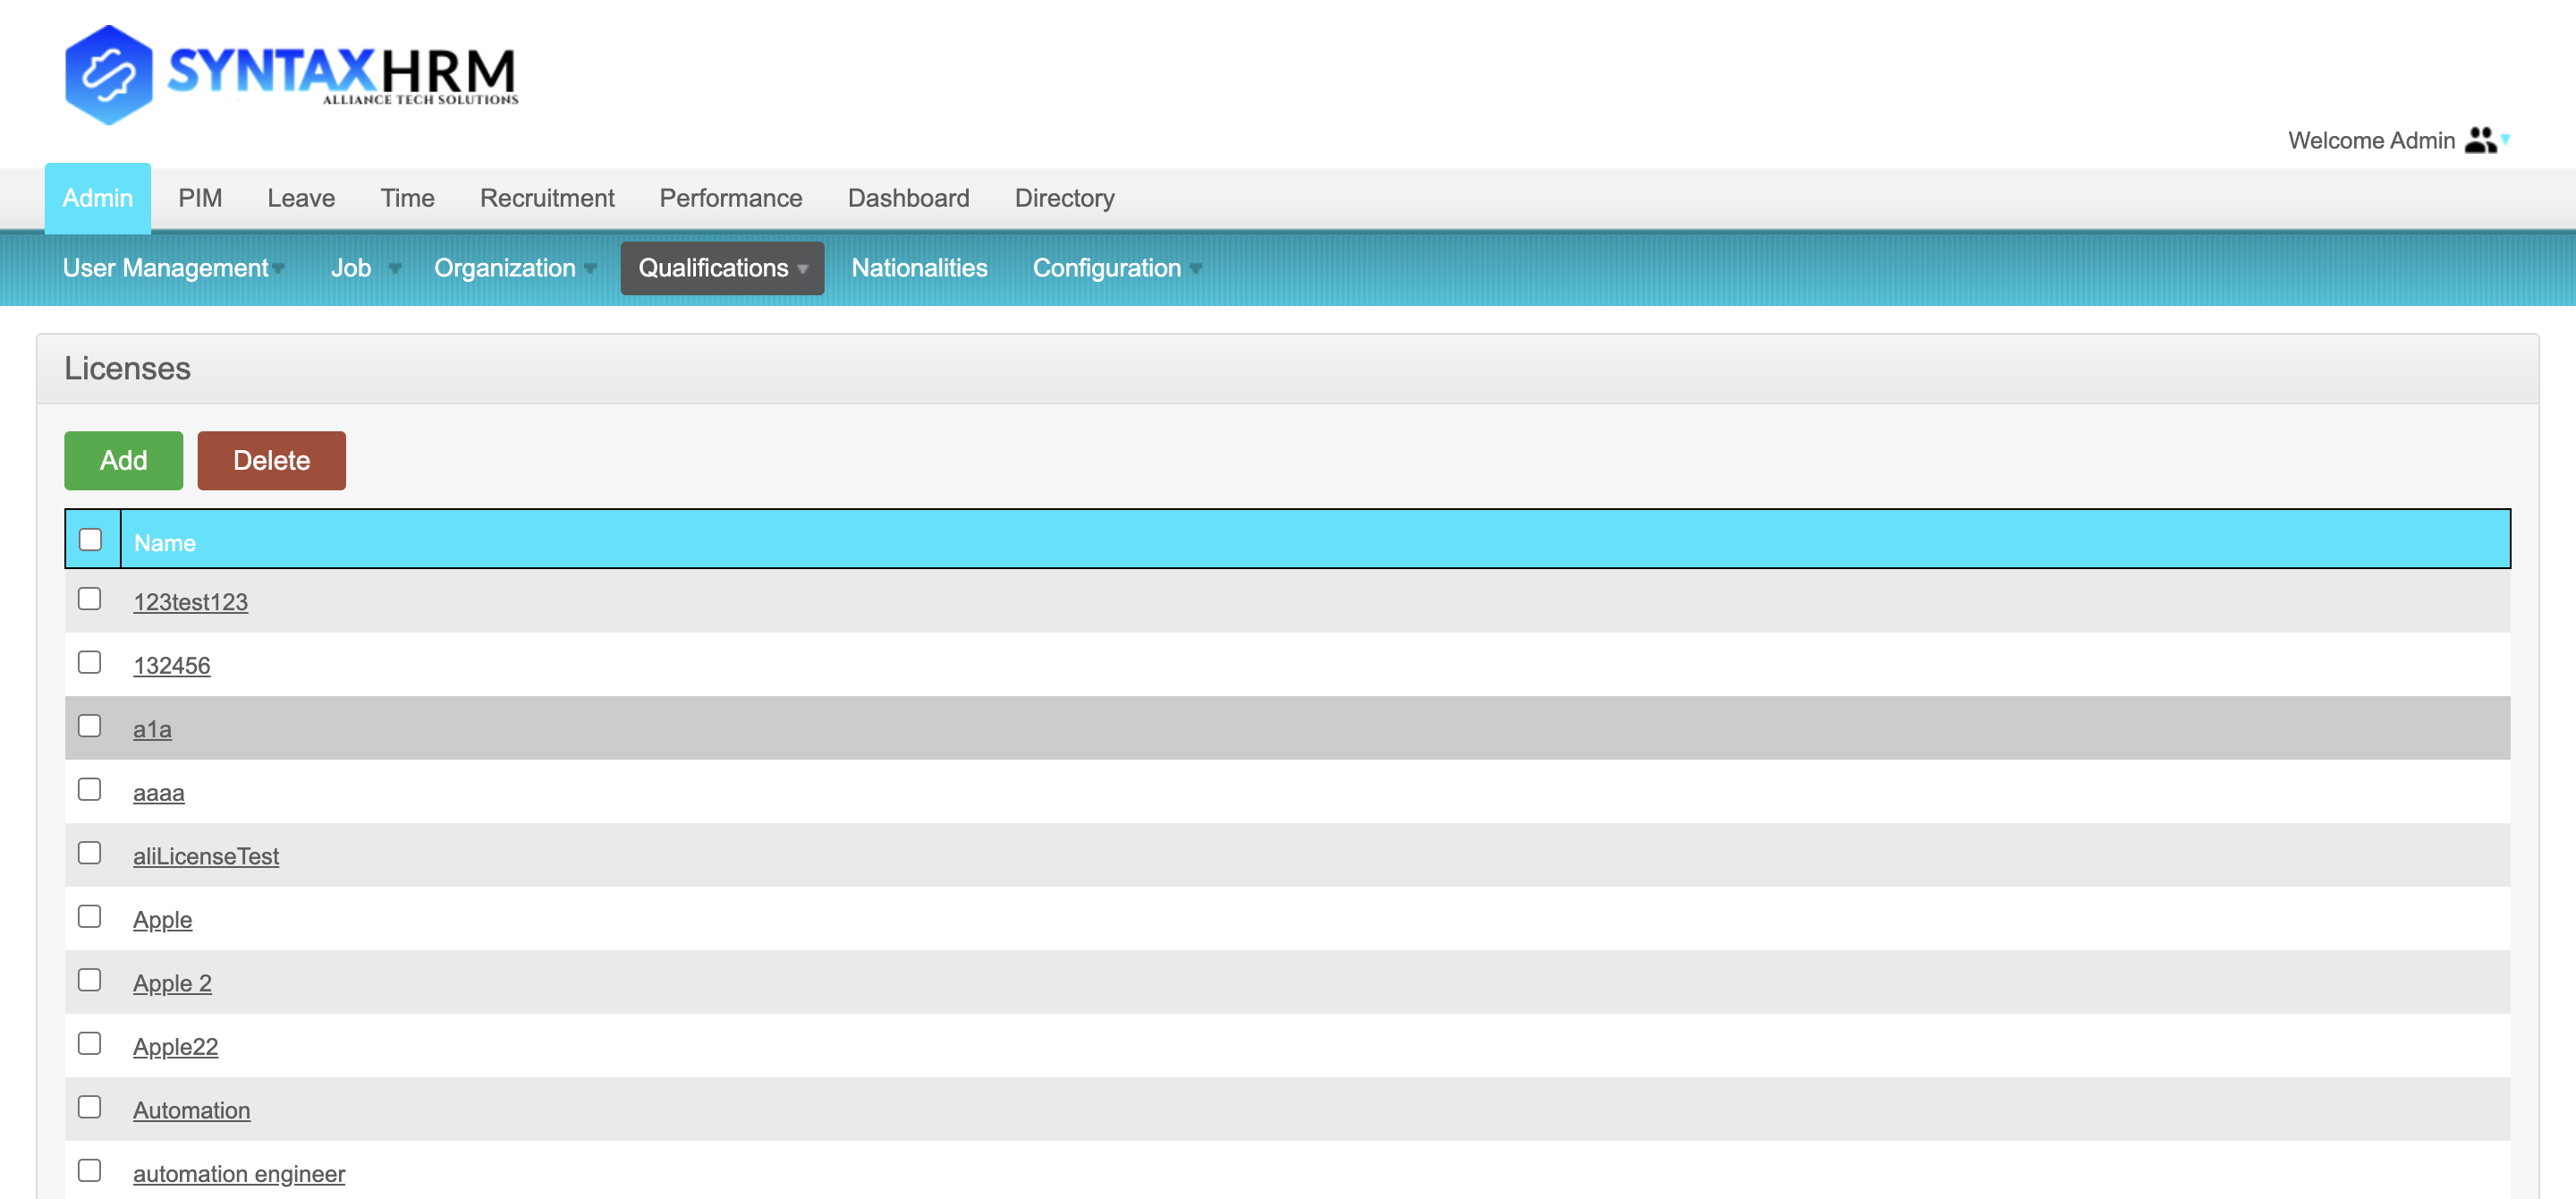 SYNTAXHRM
ALLIANCE TECH SOLUTIONS
Welcome Admin
Admin PIM Leave Time Recruitment Performance Dashboard Directory
User Management Job Organization Qualifications Nationalities Configuration
Licenses
Add Delete
Name
123test123
132456
a1a
aaaa
aliLicenseTest
Apple
Apple 2
Apple22
Automation
automation engineer